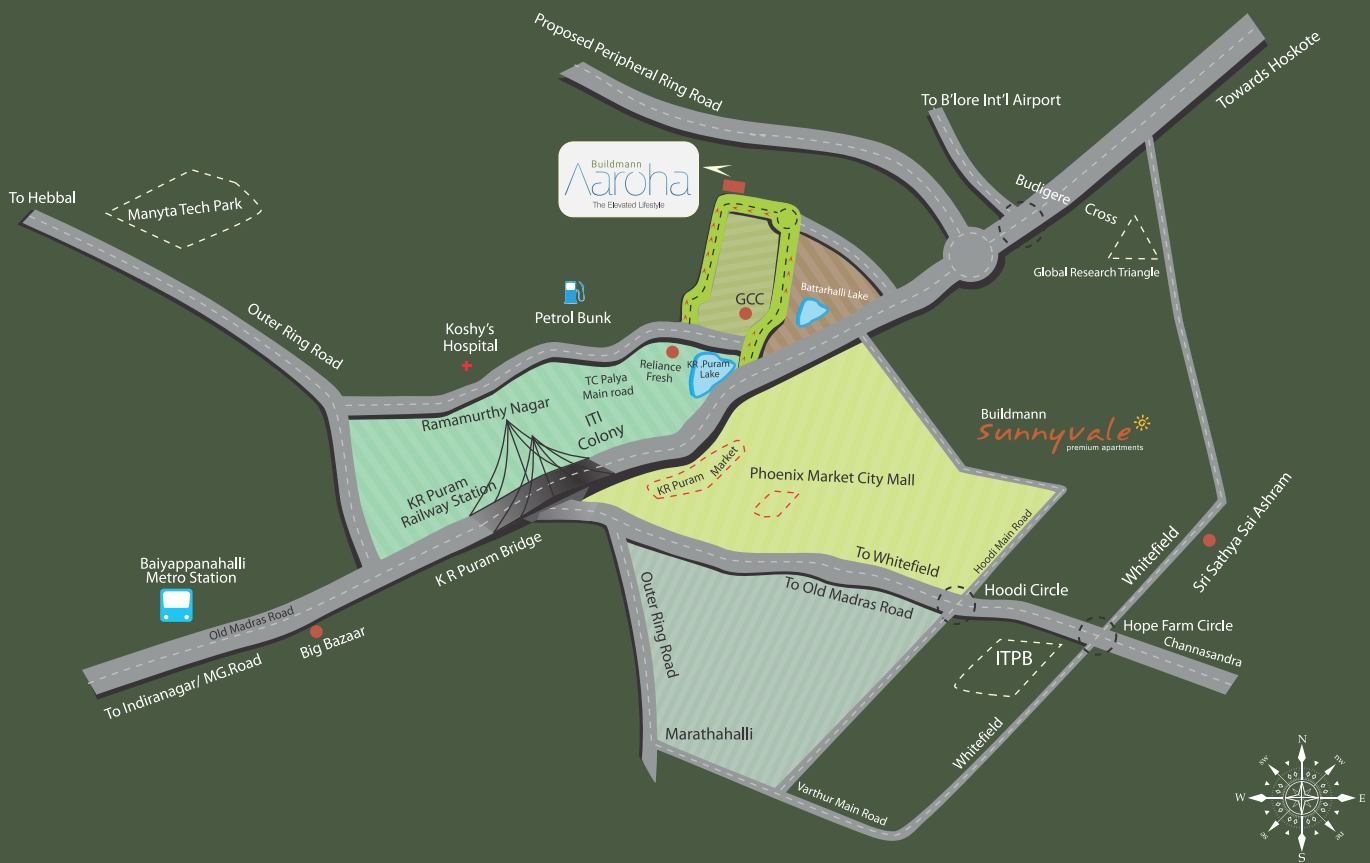 Proposed Peripheral Ring Road
Towards Hoskote
To B'lore Int'l Airport
Buildmann
Aaroha
The Elevated Lifestyle
Budigere Cross
To Hebbal
Manyta Tech Park
Global Research Triangle
GCC
Battarhalli Lake
Petrol Bunk
Koshy's
Hospital
Outer Ring Road
Reliance
Fresh
KR .Puram
Lake
TC Palya
Main road
Ramamurthy Nagar
ITI
Colony
Buildmann
Sunnyvale
premium apartments
KR Puram
Railway Station
KR Puram Market
Phoenix Market City Mall
Hoodi Main Road
Whitefield
Sri Sathya Sai Ashram
K R Puram Bridge
To Whitefield
To Old Madras Road
Baiyappanahalli
Metro Station
Old Madras Road
Big Bazaar
To Indiranagar/ MG.Road
Outer Ring Road
Hoodi Circle
Hope Farm Circle
Channasandra
ITPB
Marathahalli
Whitefield
Varthur Main Road
N
nw
E
ne
S
se
W
sw